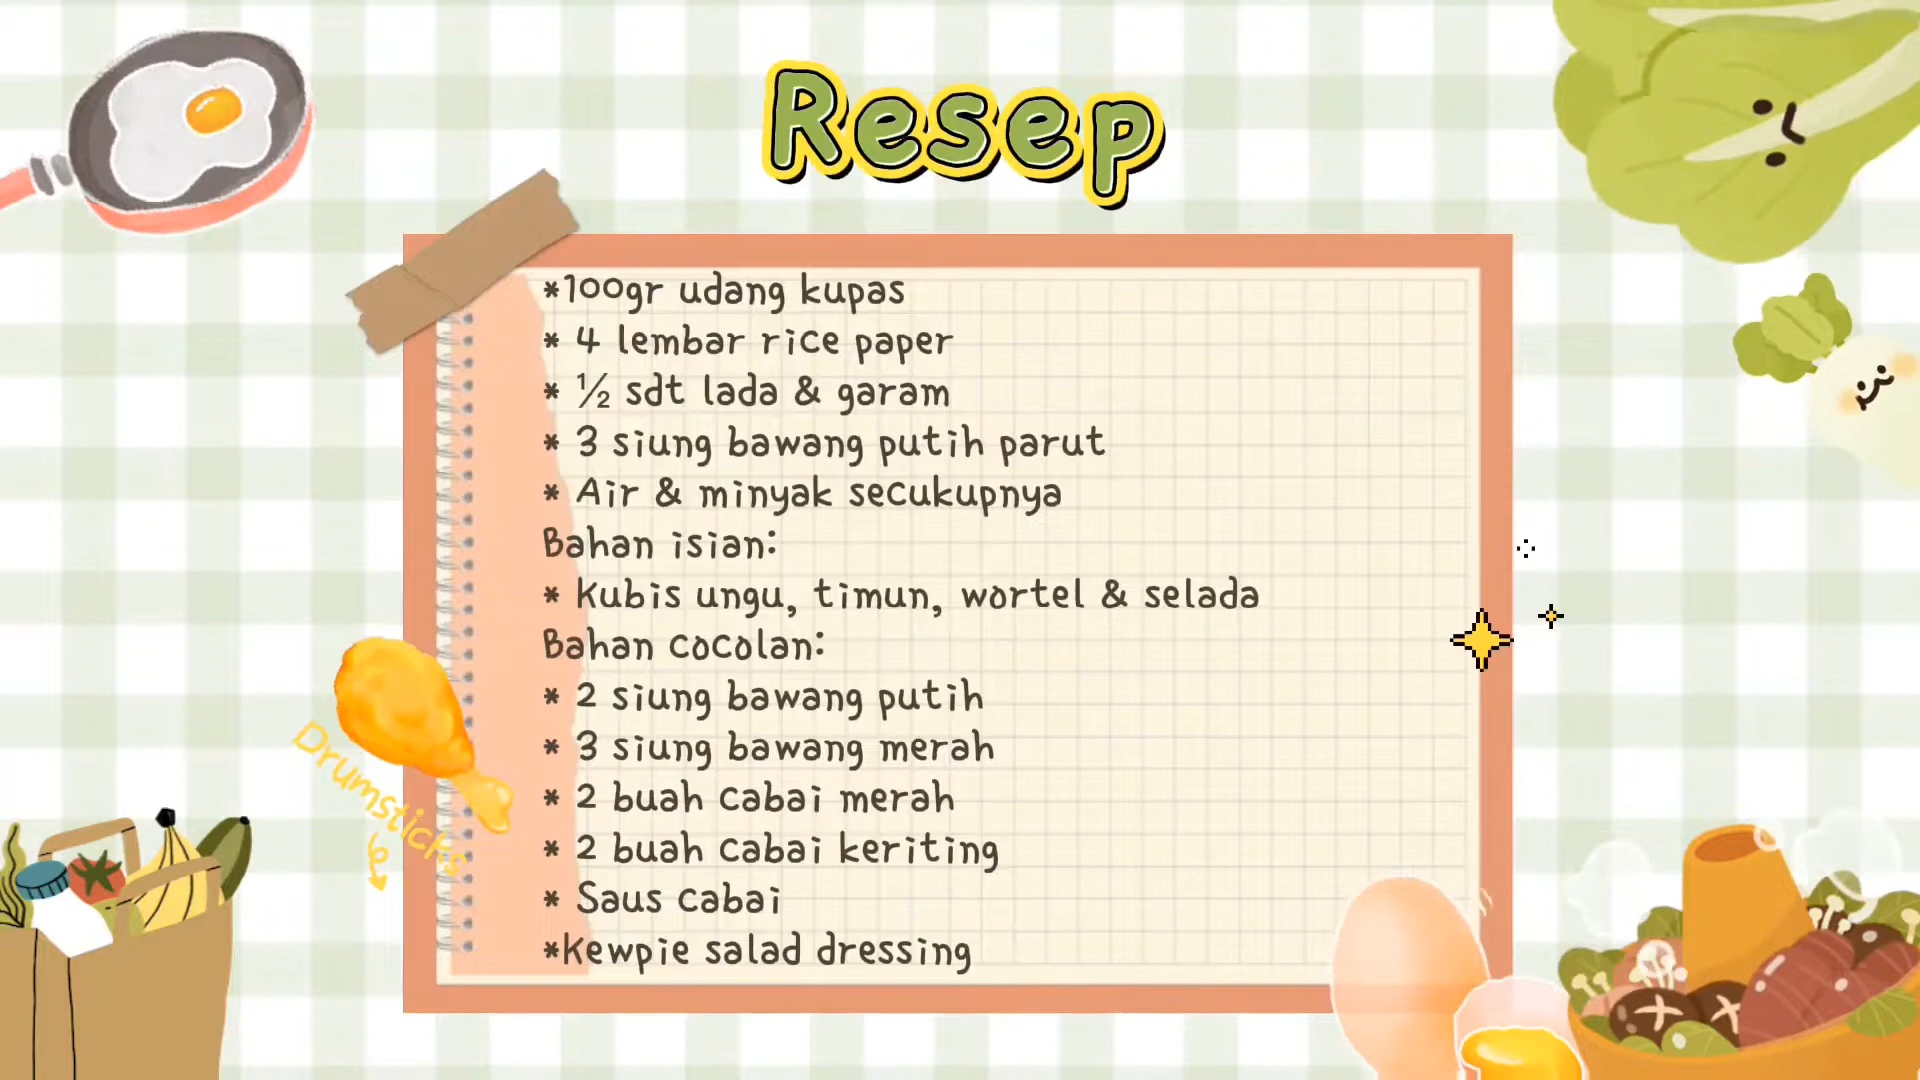 Resep
*100gr udang kupas
* 4 lembar rice paper
* ½ sdt lada & garam
* 3 siung bawang putih parut
* Air & minyak secukupnya
Bahan isian:
* Kubis ungu, timun, wortel & selada
Bahan cocolan:
* 2 siung bawang putih
* 3 siung bawang merah
* 2 buah cabai merah
* 2 buah cabai keriting
* Saus cabai
*Kewpie salad dressing
Drumsticks